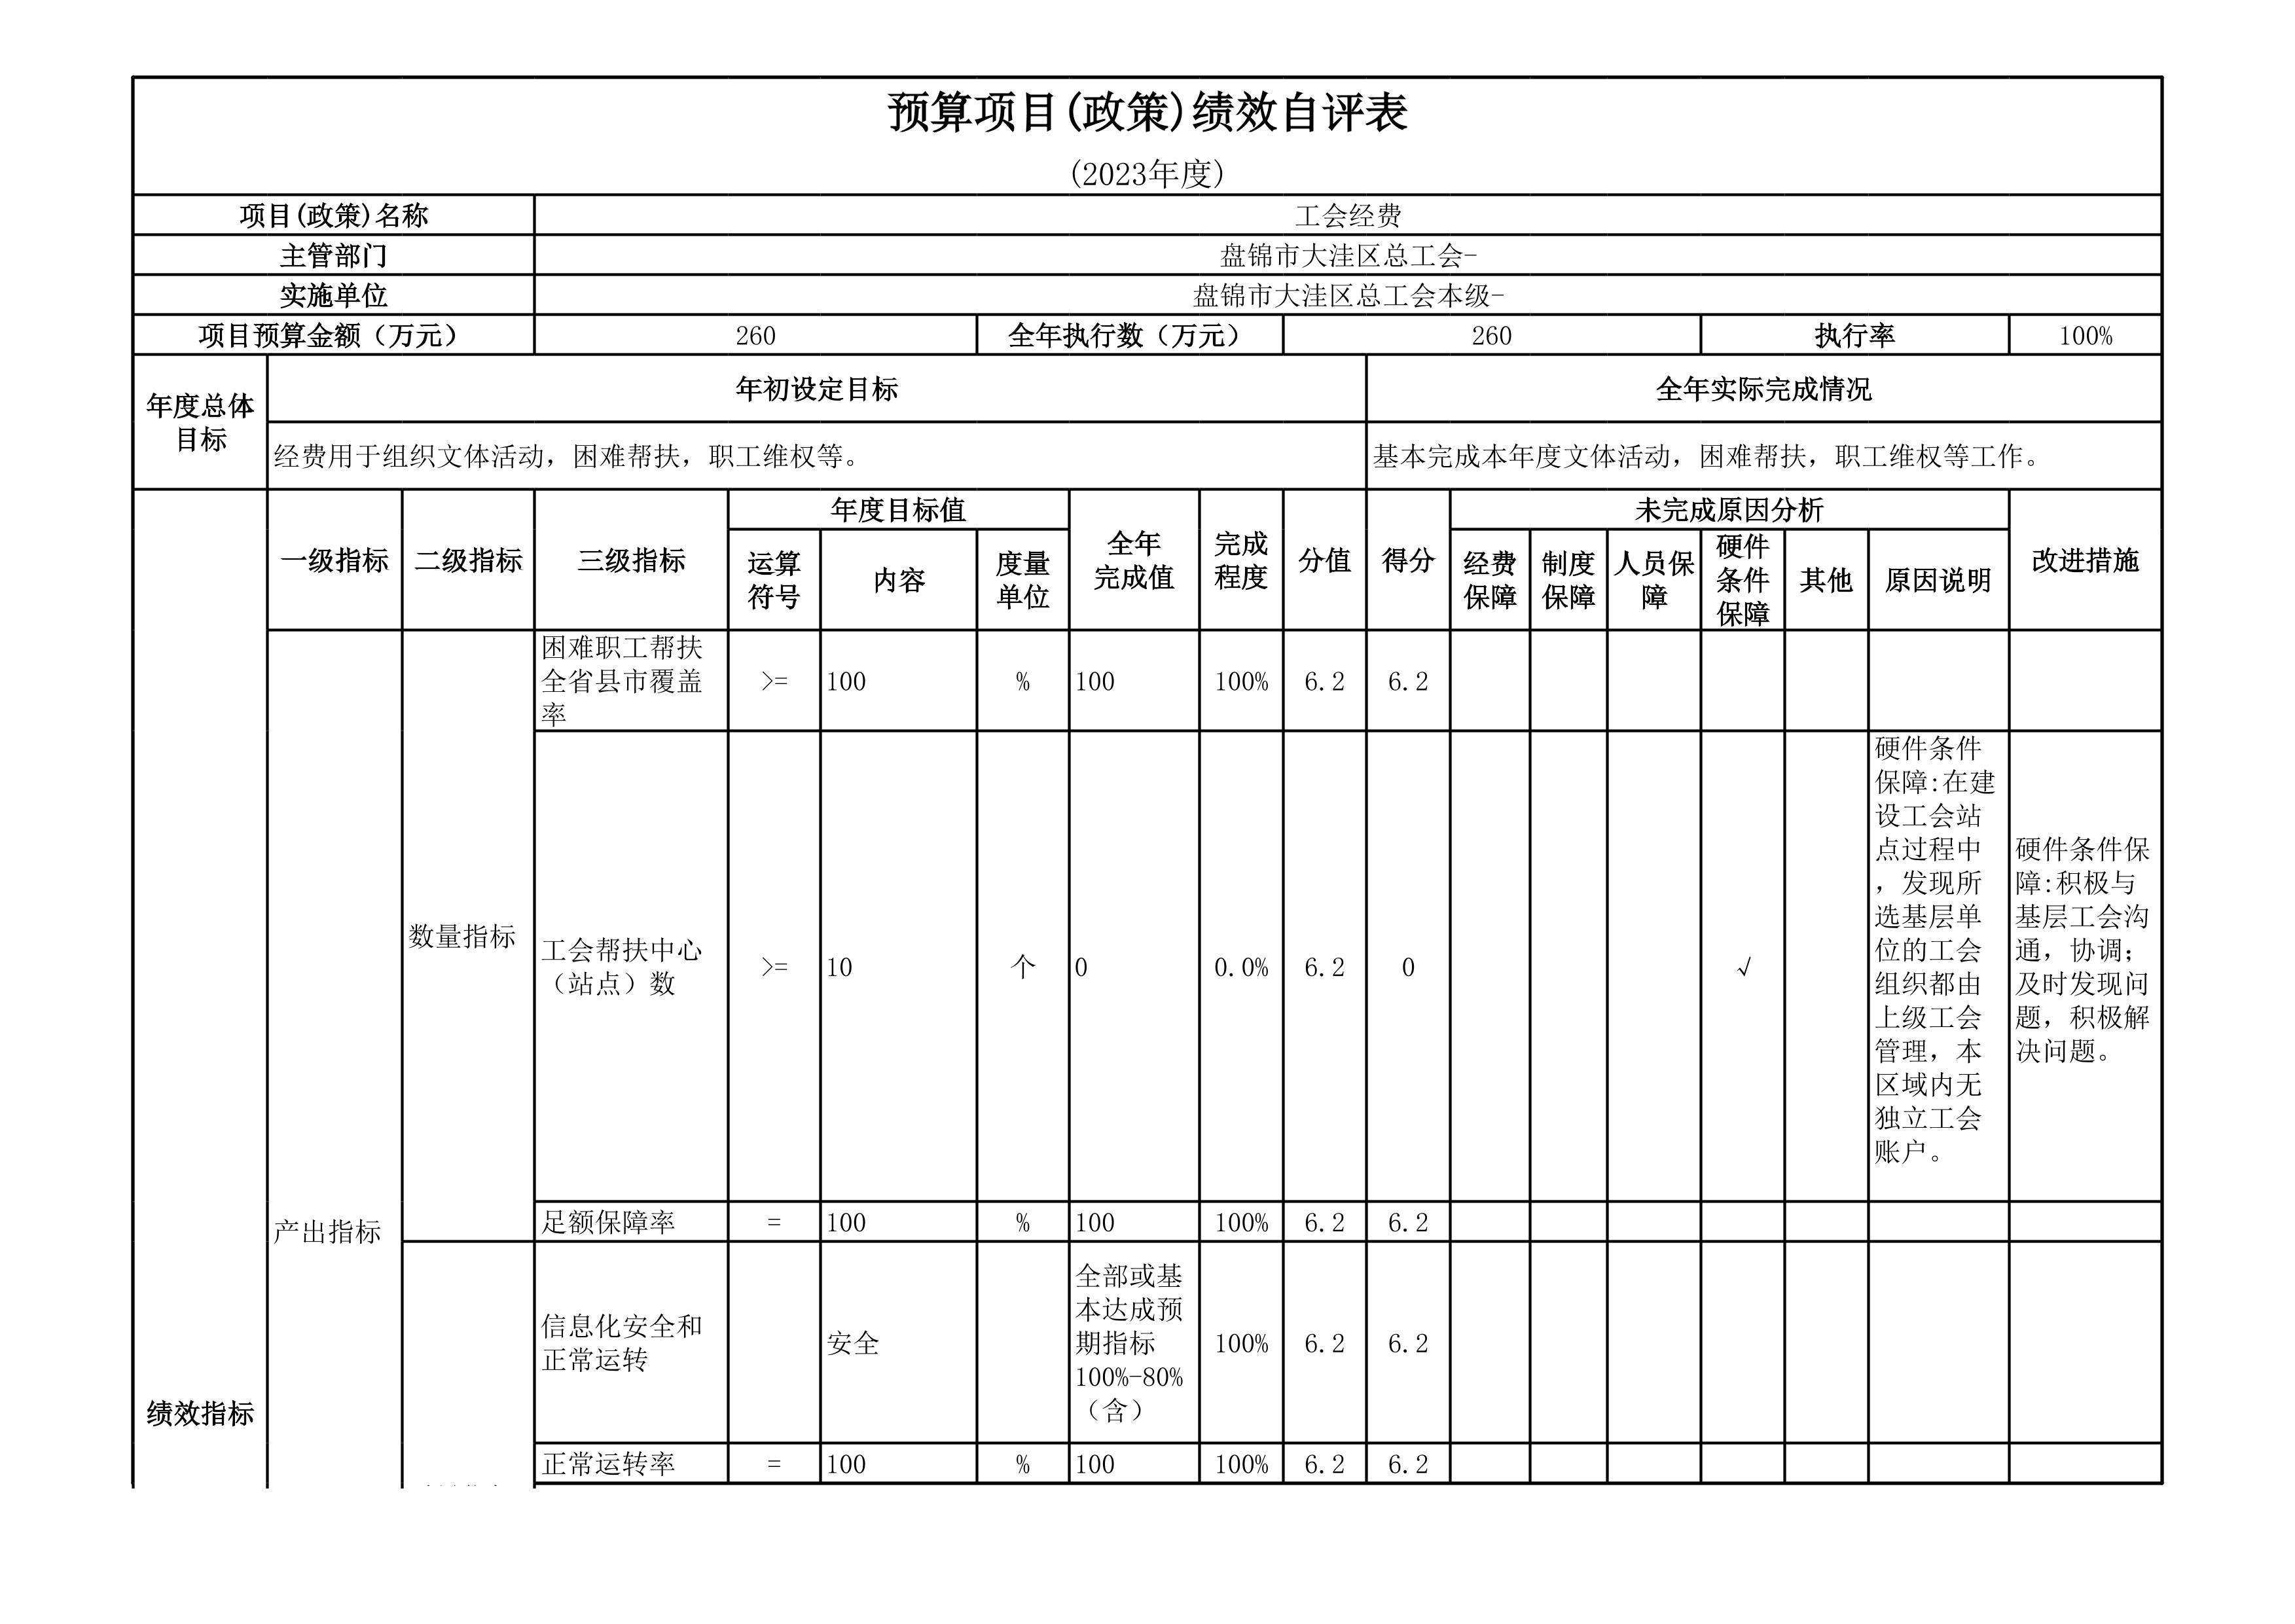 预算项目(政策)绩效自评表
(2023年度)
项目(政策)名称 工会经费
主管部门 盘锦市大洼区总工会-
实施单位 盘锦市大洼区总工会本级-
项目预算金额（万元） 260 全年执行数（万元） 260 执行率 100%
年度总体
目标
年初设定目标 全年实际完成情况
经费用于组织文体活动，困难帮扶，职工维权等。 基本完成本年度文体活动，困难帮扶，职工维权等工作。
绩效指标
一级指标 二级指标 三级指标
年度目标值
运算
符号
内容
度量
单位
全年
完成值
完成
程度
分值 得分
未完成原因分析
经费
保障
制度
保障
人员保
障
硬件
条件
保障
其他 原因说明
改进措施
产出指标
数量指标
困难职工帮扶
全省县市覆盖
率
>= 100 % 100 100% 6.2 6.2
工会帮扶中心
（站点）数
>= 10 个 0 0.0% 6.2 0 √
硬件条件
保障:在建
设工会站
点过程中
，发现所
选基层单
位的工会
组织都由
上级工会
管理，本
区域内无
独立工会
账户。
硬件条件保
障:积极与
基层工会沟
通，协调；
及时发现问
题，积极解
决问题。
足额保障率 = 100 % 100 100% 6.2 6.2
信息化安全和
正常运转
安全
全部或基
本达成预
期指标
100%-80%
（含）
100% 6.2 6.2
正常运转率 = 100 % 100 100% 6.2 6.2